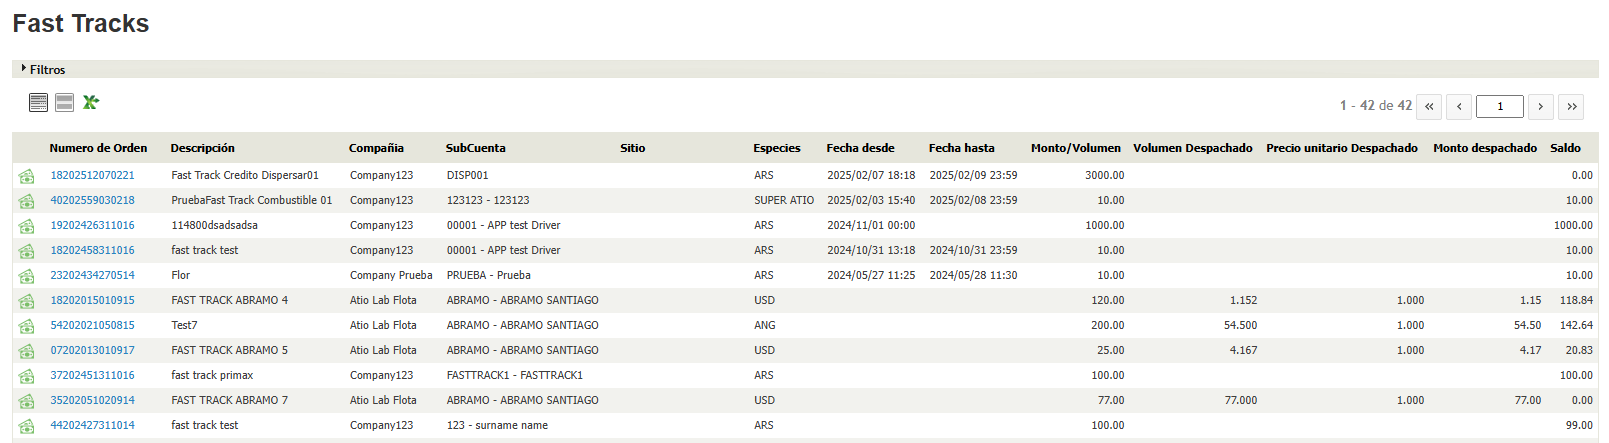 Fast Tracks
Filtros
1 - 42 de 42 << < 1 > >>
Numero de Orden Descripción Compañia SubCuenta Sitio Especies Fecha desde Fecha hasta Monto/Volumen Volumen Despachado Precio unitario Despachado Monto despachado Saldo
18202512070221 Fast Track Credito Dispersar01 Company123 DISP001 ARS 2025/02/07 18:18 2025/02/09 23:59 3000.00 0.00
40202559030218 PruebaFast Track Combustible 01 Company123 123123 - 123123 SUPER ATIO 2025/02/03 15:40 2025/02/08 23:59 10.00 10.00
19202426311016 114800dsadsadsa Company123 00001 - APP test Driver ARS 2024/11/01 00:00 1000.00 1000.00
18202458311016 fast track test Company123 00001 - APP test Driver ARS 2024/10/31 13:18 2024/10/31 23:59 10.00 10.00
23202434270514 Flor Company Prueba PRUEBA - Prueba ARS 2024/05/27 11:25 2024/05/28 11:30 10.00 10.00
18202015010915 FAST TRACK ABRAMO 4 Atio Lab Flota ABRAMO - ABRAMO SANTIAGO USD 120.00 1.152 1.000 1.15 118.84
54202021050815 Test7 Atio Lab Flota ABRAMO - ABRAMO SANTIAGO ANG 200.00 54.500 1.000 54.50 142.64
07202013010917 FAST TRACK ABRAMO 5 Atio Lab Flota ABRAMO - ABRAMO SANTIAGO USD 25.00 4.167 1.000 4.17 20.83
37202451311016 fast track primax Company123 FASTTRACK1 - FASTTRACK1 ARS 100.00 100.00
35202051020914 FAST TRACK ABRAMO 7 Atio Lab Flota ABRAMO - ABRAMO SANTIAGO USD 77.00 77.000 1.000 77.00 0.00
44202427311014 fast track test Company123 123 - surname name ARS 100.00 99.00